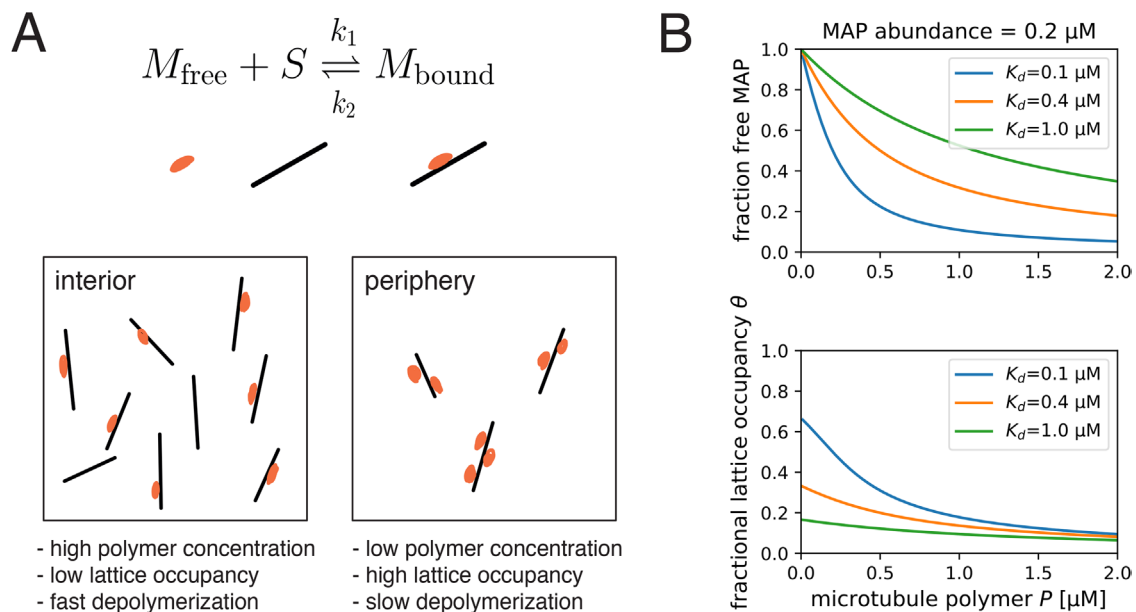 A
M_free + S ⇌ M_bound
k_1
k_2
interior
periphery
- high polymer concentration
- low lattice occupancy
- fast depolymerization
- low polymer concentration
- high lattice occupancy
- slow depolymerization
B
MAP abundance = 0.2 µM
fraction free MAP
1.0
0.8
0.6
0.4
0.2
0.0
K_d=0.1 µM
K_d=0.4 µM
K_d=1.0 µM
0.0 0.5 1.0 1.5 2.0
fractional lattice occupancy θ
1.0
0.8
0.6
0.4
0.2
0.0
K_d=0.1 µM
K_d=0.4 µM
K_d=1.0 µM
0.0 0.5 1.0 1.5 2.0
microtubule polymer P [µM]